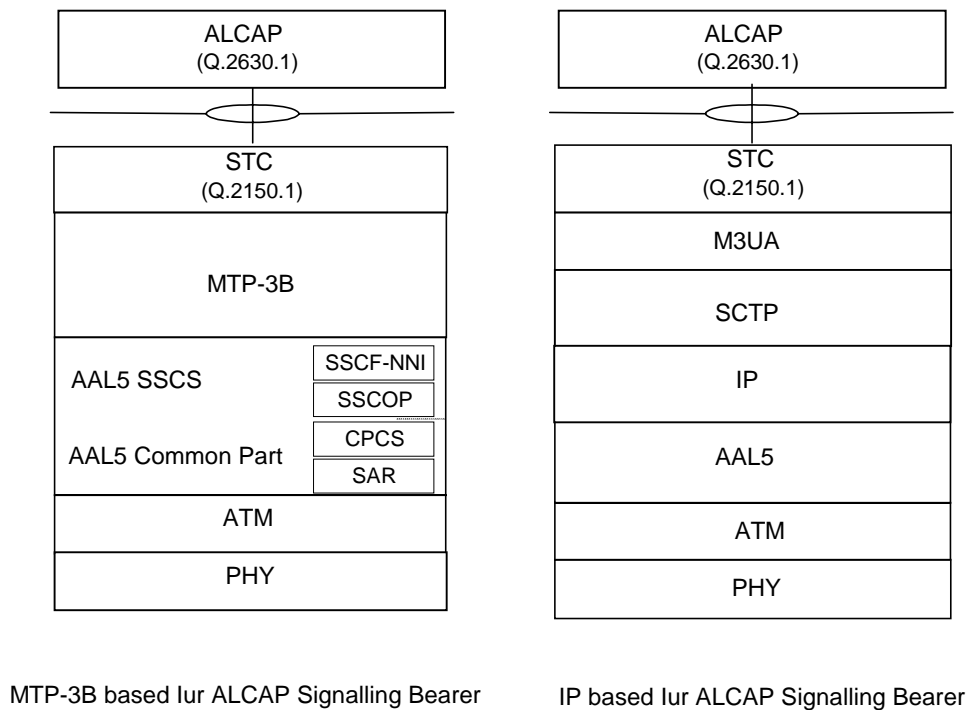 ALCAP
(Q.2630.1)
STC
(Q.2150.1)
MTP-3B
AAL5 SSCS
SSCF-NNI
SSCOP
AAL5 Common Part
CPCS
SAR
ATM
PHY
MTP-3B based Iur ALCAP Signalling Bearer
ALCAP
(Q.2630.1)
STC
(Q.2150.1)
M3UA
SCTP
IP
AAL5
ATM
PHY
IP based Iur ALCAP Signalling Bearer